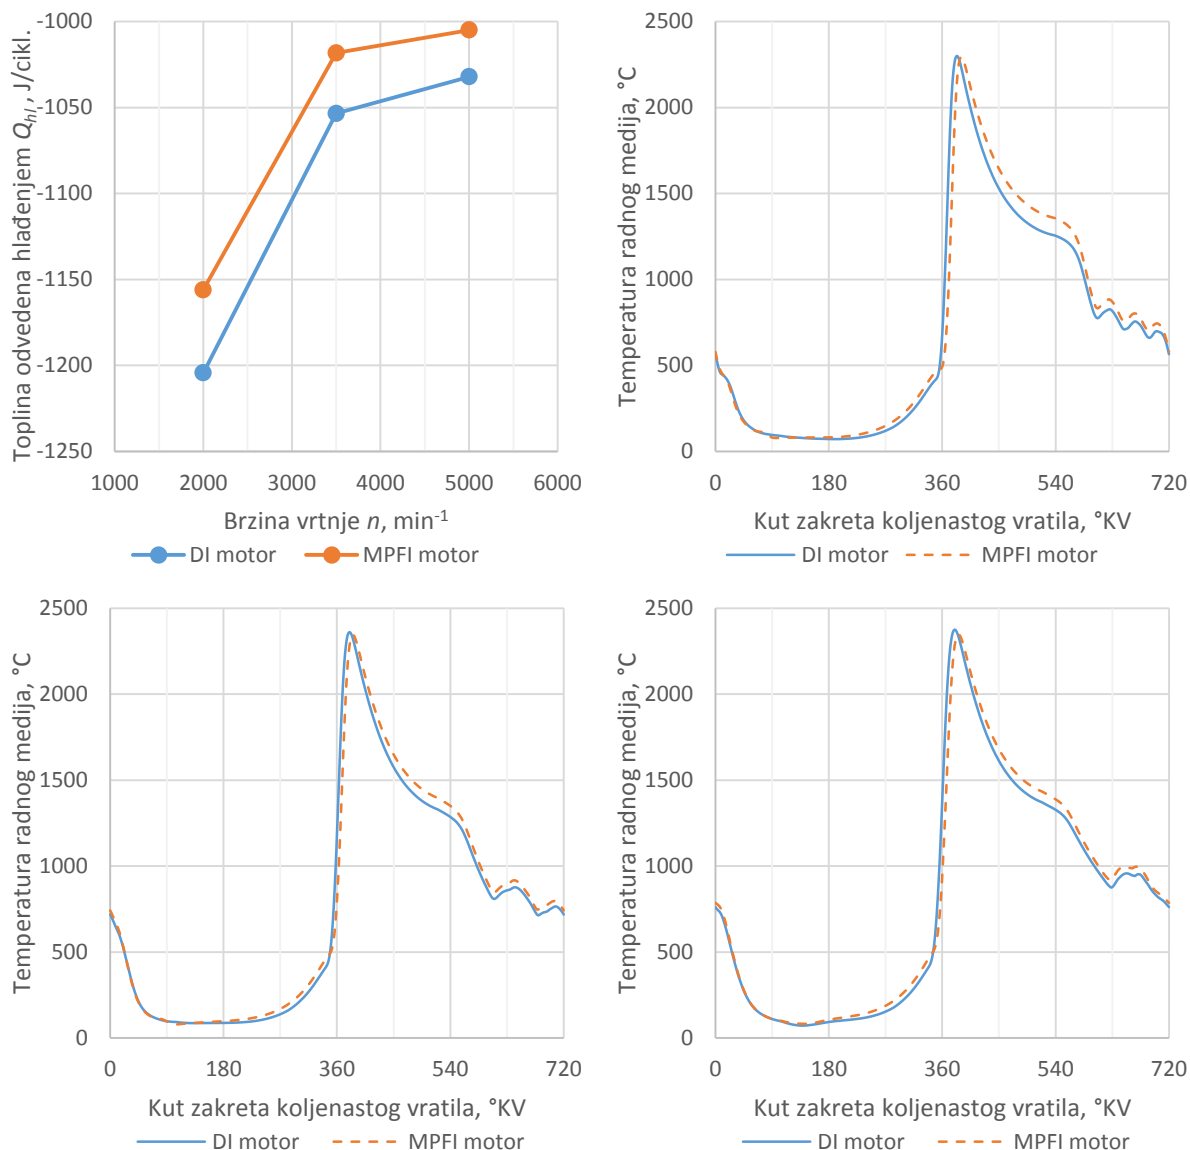 Toplina odvedena hlađenjem Qhl, J/cikl.
-1000
-1050
-1100
-1150
-1200
-1250
1000 2000 3000 4000 5000 6000
Brzina vrtnje n, min-1
DI motor MPFI motor
Temperatura radnog medija, °C
2500
2000
1500
1000
500
0
0 180 360 540 720
Kut zakreta koljenastog vratila, °KV
DI motor MPFI motor
Temperatura radnog medija, °C
2500
2000
1500
1000
500
0
0 180 360 540 720
Kut zakreta koljenastog vratila, °KV
DI motor MPFI motor
Temperatura radnog medija, °C
2500
2000
1500
1000
500
0
0 180 360 540 720
Kut zakreta koljenastog vratila, °KV
DI motor MPFI motor